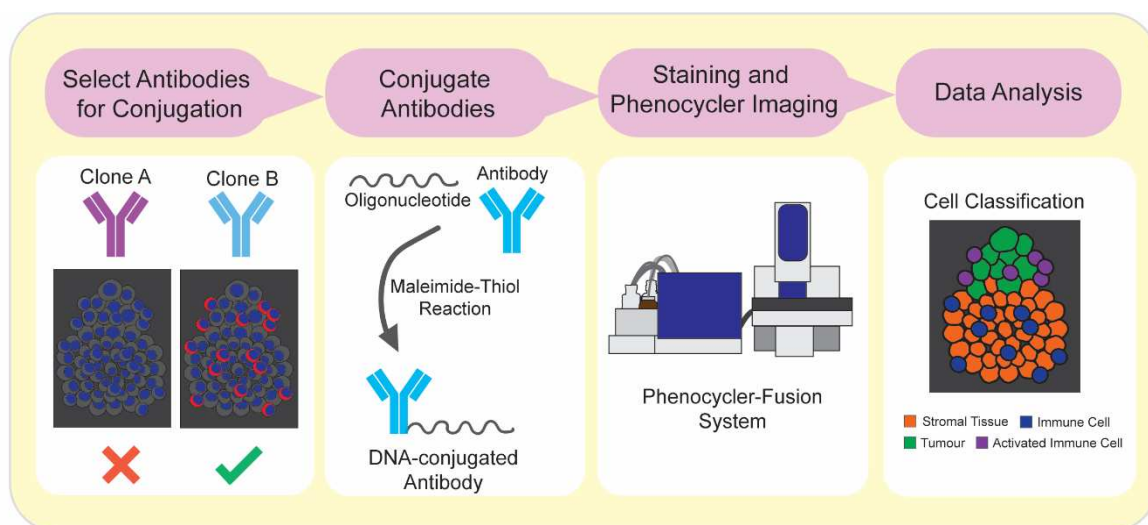 Select Antibodies
for Conjugation
Conjugate
Antibodies
Staining and
Phenocycler Imaging
Data Analysis
Clone A
Clone B
Oligonucleotide
Antibody
Maleimide-Thiol
Reaction
DNA-conjugated
Antibody
Phenocycler-Fusion
System
Cell Classification
Stromal Tissue
Immune Cell
Tumour
Activated Immune Cell